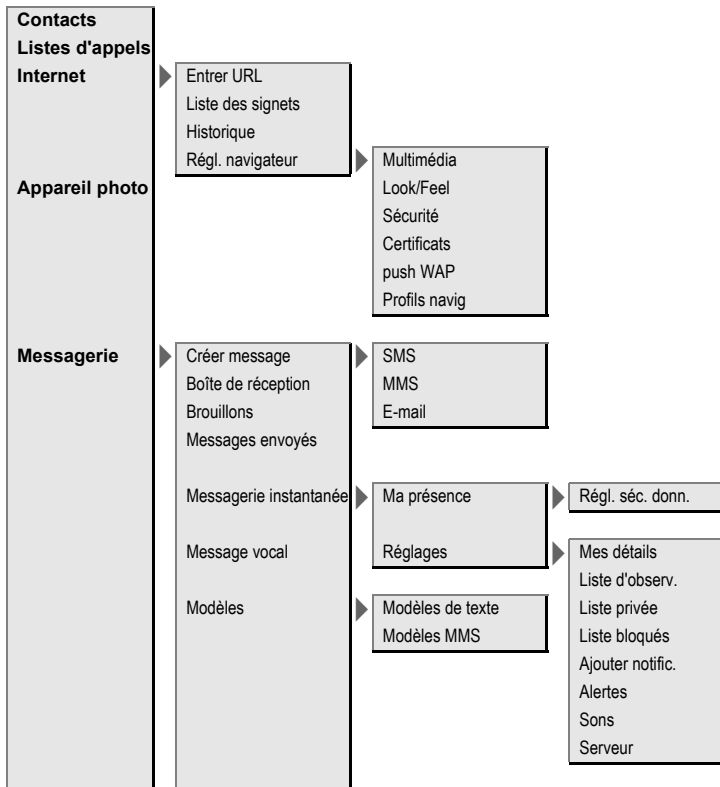 Contacts
Listes d'appels
Internet
Entrer URL
Liste des signets
Historique
Régl. navigateur
Multimédia
Look/Feel
Sécurité
Certificats
push WAP
Profils navig
Appareil photo
Messagerie
Créer message
Boîte de réception
Brouillons
Messages envoyés
SMS
MMS
E-mail
Messagerie instantanée
Ma présence
Régl. séc. donn.
Message vocal
Réglages
Mes détails
Liste d'observ.
Liste privée
Liste bloqués
Ajouter notific.
Alertes
Sons
Serveur
Modèles
Modèles de texte
Modèles MMS